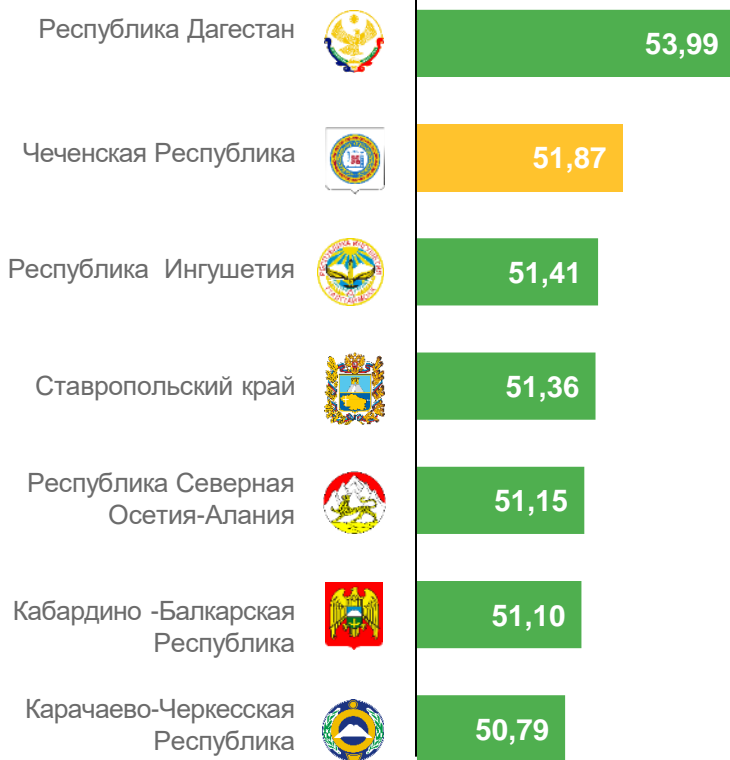 Республика Дагестан
53,99
Чеченская Республика
51,87
Республика Ингушетия
51,41
Ставропольский край
51,36
Республика Северная
Осетия-Алания
51,15
Кабардино -Балкарская
Республика
51,10
Карачаево-Черкесская
Республика
50,79